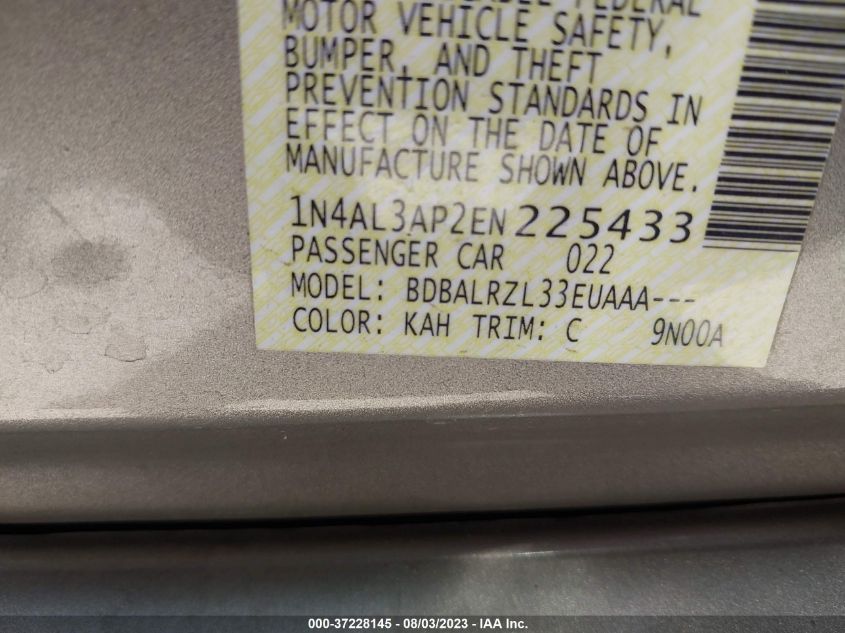 FEDERAL
MOTOR VEHICLE SAFETY,
BUMPER, AND THEFT
PREVENTION STANDARDS IN
EFFECT ON THE DATE OF
MANUFACTURE SHOWN ABOVE.
1N4AL3AP2EN225433
PASSENGER CAR 022
MODEL: BDBALRZL33EUAAA---
COLOR: KAH TRIM: C 9N00A
000-37228145 - 08/03/2023 - IAA Inc.